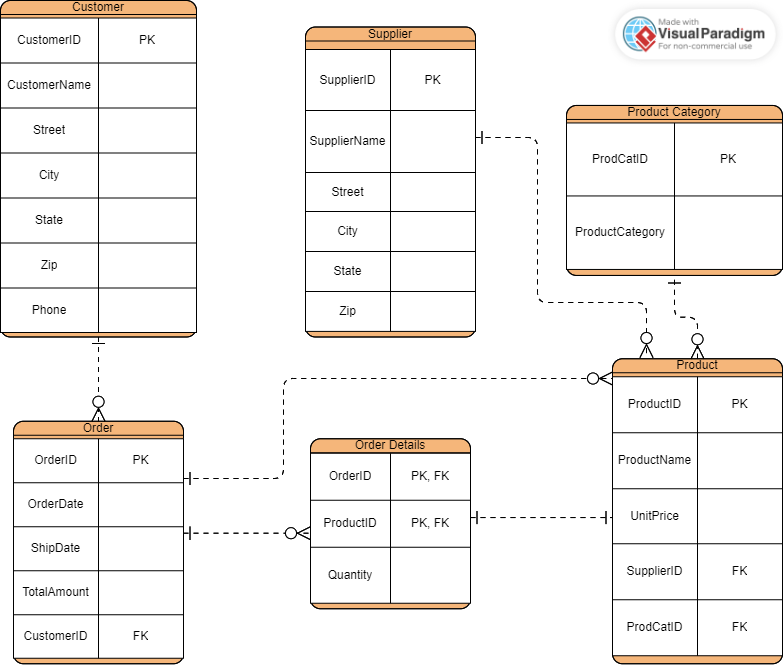 Customer
CustomerID PK
CustomerName
Street
City
State
Zip
Phone
Supplier
SupplierID PK
SupplierName
Street
City
State
Zip
Made with
VisualParadigm
For non-commercial use
Product Category
ProdCatID PK
ProductCategory
Order
OrderID PK
OrderDate
ShipDate
TotalAmount
CustomerID FK
Order Details
OrderID PK, FK
ProductID PK, FK
Quantity
Product
ProductID PK
ProductName
UnitPrice
SupplierID FK
ProdCatID FK